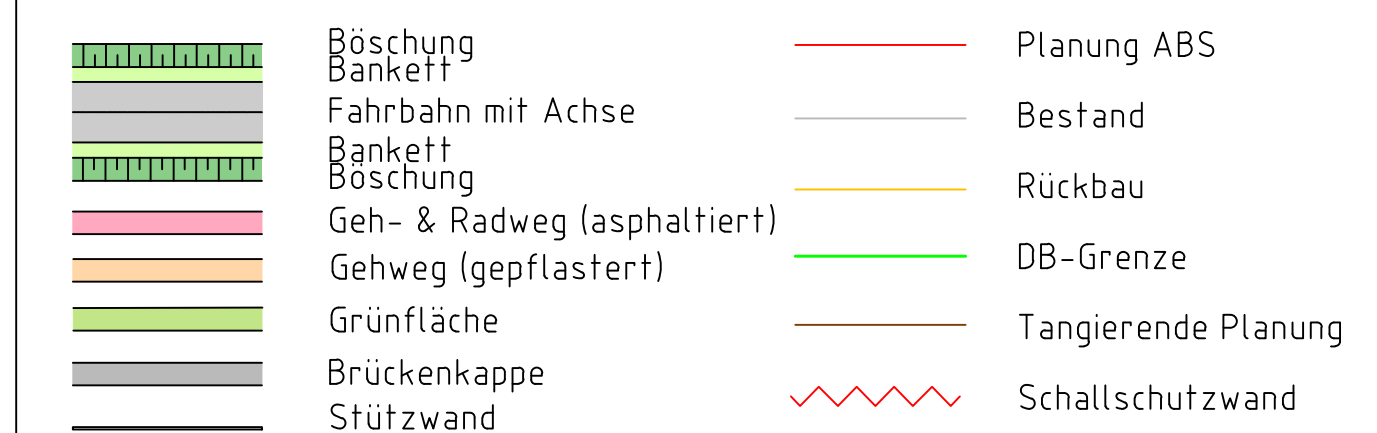 Böschung
Bankett
Fahrbahn mit Achse
Bankett
Böschung
Geh- & Radweg (asphaltiert)
Gehweg (gepflastert)
Grünfläche
Brückenkappe
Stützwand
Planung ABS
Bestand
Rückbau
DB-Grenze
Tangierende Planung
Schallschutzwand